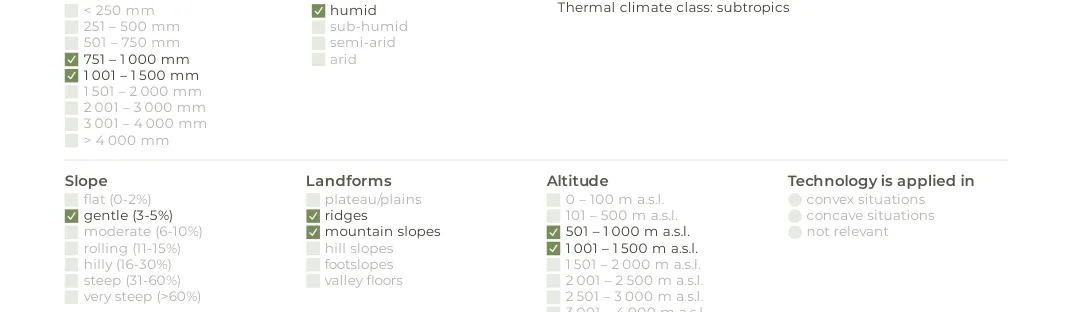 < 250 mm
251 – 500 mm
501 – 750 mm
751 – 1 000 mm
1 001 – 1 500 mm
1 501 – 2 000 mm
2 001 – 3 000 mm
3 001 – 4 000 mm
> 4 000 mm
humid
sub-humid
semi-arid
arid
Thermal climate class: subtropics
Slope
flat (0-2%)
gentle (3-5%)
moderate (6-10%)
rolling (11-15%)
hilly (16-30%)
steep (31-60%)
very steep (>60%)
Landforms
plateau/plains
ridges
mountain slopes
hill slopes
footslopes
valley floors
Altitude
0 – 100 m a.s.l.
101 – 500 m a.s.l.
501 – 1 000 m a.s.l.
1 001 – 1 500 m a.s.l.
1 501 – 2 000 m a.s.l.
2 001 – 2 500 m a.s.l.
2 501 – 3 000 m a.s.l.
3 001 – 4 000 m a.s.l.
Technology is applied in
convex situations
concave situations
not relevant